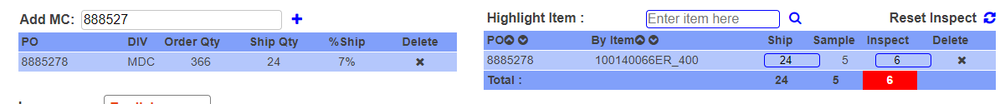 Add MC: 888527
PO DIV Order Qty Ship Qty %Ship Delete
8885278 MDC 366 24 7%
Highlight Item : Enter item here Reset Inspect
PO By Item Ship Sample Inspect Delete
8885278 100140066ER_400 24 5 6
Total : 24 5 6